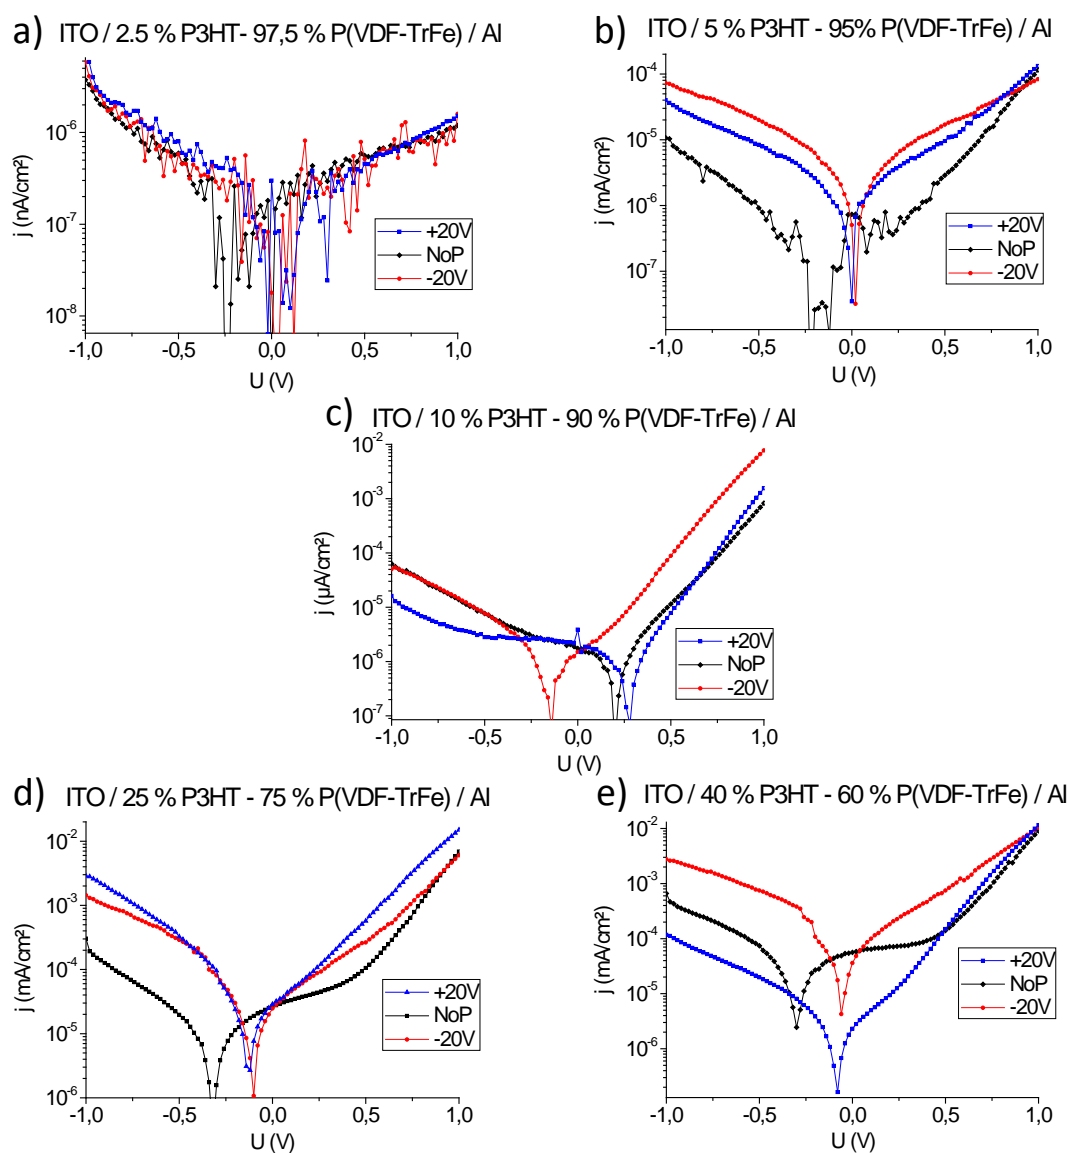 a) ITO / 2.5 % P3HT- 97,5 % P(VDF-TrFe) / Al
j (nA/cm²)
10⁻⁶
10⁻⁷
10⁻⁸
+20V
NoP
-20V
-1,0 -0,5 0,0 0,5 1,0
U (V)
b) ITO / 5 % P3HT - 95% P(VDF-TrFe) / Al
j (mA/cm²)
10⁻⁴
10⁻⁵
10⁻⁶
10⁻⁷
+20V
NoP
-20V
-1,0 -0,5 0,0 0,5 1,0
U (V)
c) ITO / 10 % P3HT - 90 % P(VDF-TrFe) / Al
j (µA/cm²)
10⁻²
10⁻³
10⁻⁴
10⁻⁵
10⁻⁶
10⁻⁷
+20V
NoP
-20V
-1,0 -0,5 0,0 0,5 1,0
U (V)
d) ITO / 25 % P3HT - 75 % P(VDF-TrFe) / Al
j (mA/cm²)
10⁻²
10⁻³
10⁻⁴
10⁻⁵
10⁻⁶
+20V
NoP
-20V
-1,0 -0,5 0,0 0,5 1,0
U (V)
e) ITO / 40 % P3HT - 60 % P(VDF-TrFe) / Al
j (mA/cm²)
10⁻²
10⁻³
10⁻⁴
10⁻⁵
10⁻⁶
+20V
NoP
-20V
-1,0 -0,5 0,0 0,5 1,0
U (V)